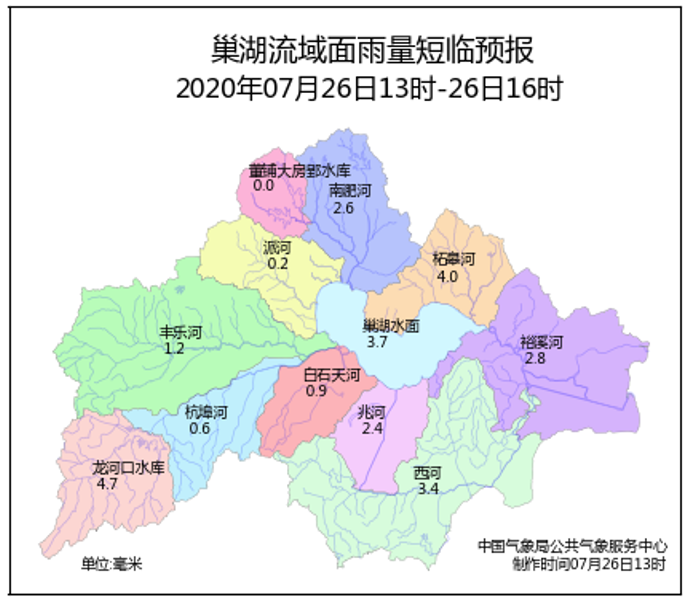 巢湖流域面雨量短临预报
2020年07月26日13时-26日16时
董铺大房郢水库
0.0
南肥河
2.6
派河
0.2
柘皋河
4.0
巢湖水面
3.7
丰乐河
1.2
裕溪河
2.8
白石天河
0.9
杭埠河
0.6
兆河
2.4
龙河口水库
4.7
西河
3.4
单位:毫米
中国气象局公共气象服务中心
制作时间07月26日13时